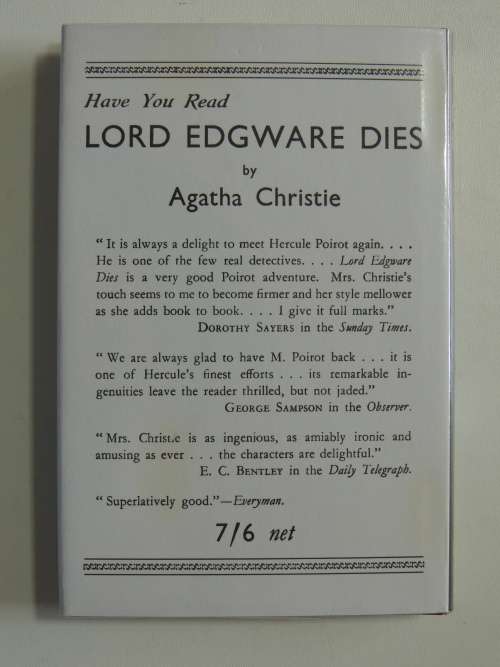 Have You Read
LORD EDGWARE DIES
by
Agatha Christie
“ It is always a delight to meet Hercule Poirot again. . . .
He is one of the few real detectives. . . . Lord Edgware
Dies is a very good Poirot adventure. Mrs. Christie's
touch seems to me to become firmer and her style mellower
as she adds book to book. . . . I give it full marks.”
DOROTHY SAYERS in the Sunday Times.
“ We are always glad to have M. Poirot back . . . it is
one of Hercule's finest efforts . . . its remarkable in-
genuities leave the reader thrilled, but not jaded.”
GEORGE SAMPSON in the Observer.
“ Mrs. Christ.e is as ingenious, as amiably ironic and
amusing as ever . . . the characters are delightful.”
E. C. BENTLEY in the Daily Telegraph.
“ Superlatively good.”—Everyman.
7/6 net